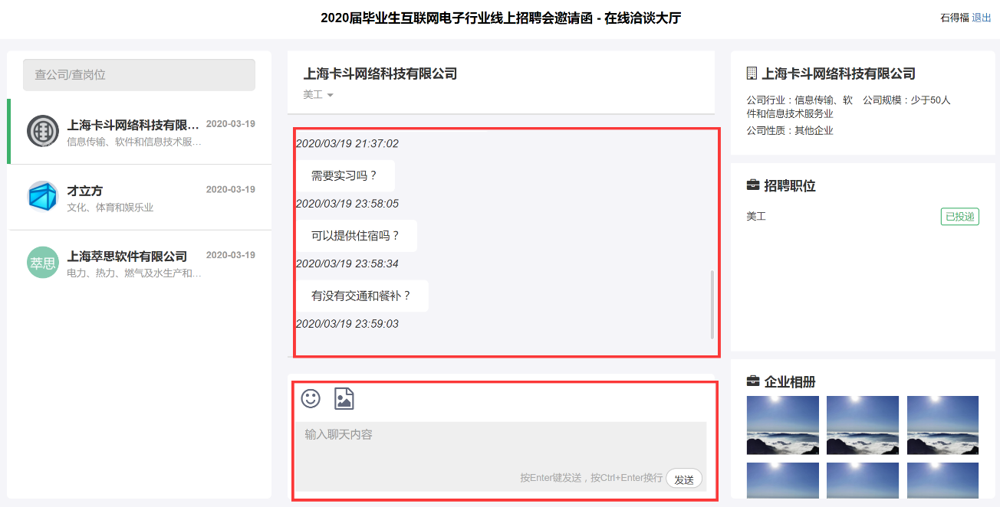 2020届毕业生互联网电子行业线上招聘会邀请函 - 在线洽谈大厅
石得福 退出
查公司/查岗位
上海卡斗网络科技有限... 2020-03-19
信息传输、软件和信息技术服...
才立方 2020-03-19
文化、体育和娱乐业
萃思
上海萃思软件有限公司 2020-03-19
电力、热力、燃气及水生产和...
上海卡斗网络科技有限公司
美工
2020/03/19 21:37:02
需要实习吗？
2020/03/19 23:58:05
可以提供住宿吗？
2020/03/19 23:58:34
有没有交通和餐补？
2020/03/19 23:59:03
输入聊天内容
按Enter键发送，按Ctrl+Enter换行 发送
上海卡斗网络科技有限公司
公司行业：信息传输、软件和信息技术服务业
公司规模：少于50人
公司性质：其他企业
招聘职位
美工 已投递
企业相册